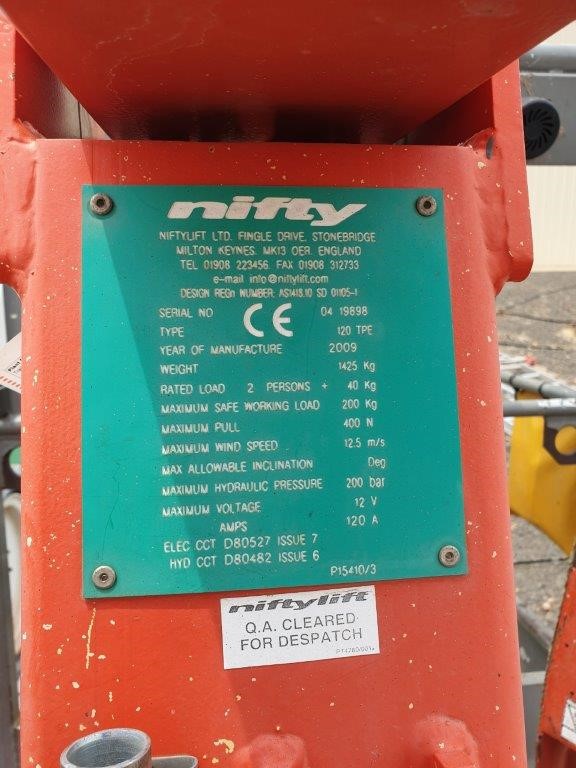 nifty
NIFTYLIFT LTD. FINGLE DRIVE, STONEBRIDGE
MILTON KEYNES. MK13 OER. ENGLAND
TEL 01908 223456. FAX 01908 312733
e-mail info@niftylift.com
DESIGN REGn NUMBER: AS1418.10 SD 01105-1
SERIAL NO CE 04 19898
TYPE 120 TPE
YEAR OF MANUFACTURE 2009
WEIGHT 1425 Kg
RATED LOAD 2 PERSONS + 40 Kg
MAXIMUM SAFE WORKING LOAD 200 Kg
MAXIMUM PULL 400 N
MAXIMUM WIND SPEED 12.5 m/s
MAX ALLOWABLE INCLINATION Deg
MAXIMUM HYDRAULIC PRESSURE 200 bar
MAXIMUM VOLTAGE 12 V
AMPS 120 A
ELEC CCT D80527 ISSUE 7
HYD CCT D80482 ISSUE 6
P15410/3
niftylift
Q.A. CLEARED
FOR DESPATCH